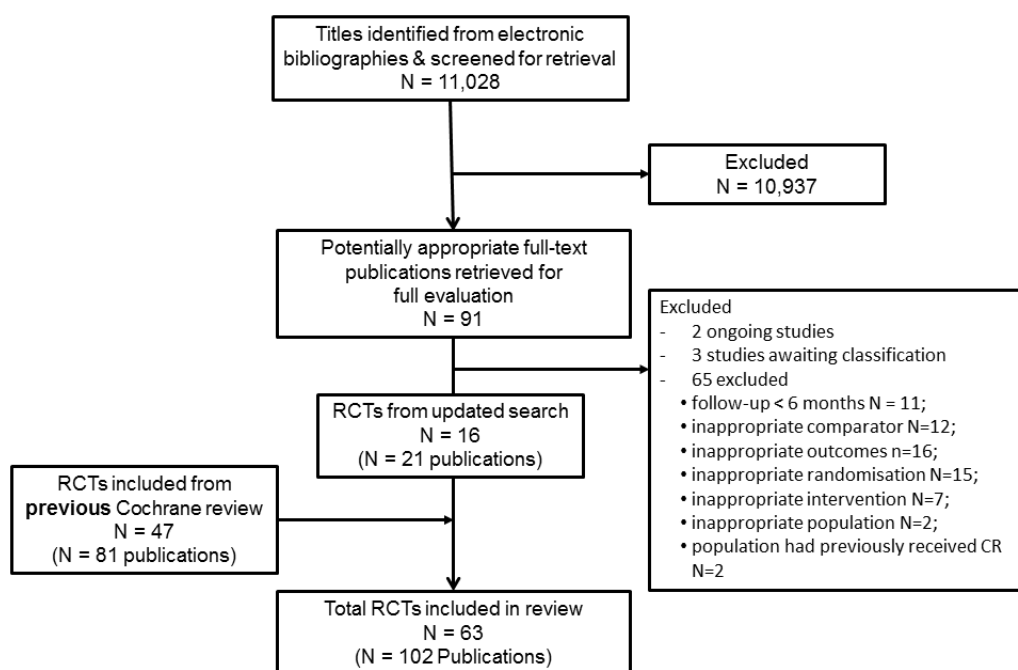 Titles identified from electronic
bibliographies & screened for retrieval
N = 11,028
Excluded
N = 10,937
Potentially appropriate full-text
publications retrieved for
full evaluation
N = 91
Excluded
- 2 ongoing studies
- 3 studies awaiting classification
- 65 excluded
• follow-up < 6 months N = 11;
• inappropriate comparator N=12;
• inappropriate outcomes n=16;
• inappropriate randomisation N=15;
• inappropriate intervention N=7;
• inappropriate population N=2;
• population had previously received CR
N=2
RCTs from updated search
N = 16
(N = 21 publications)
RCTs included from
previous Cochrane review
N = 47
(N = 81 publications)
Total RCTs included in review
N = 63
(N = 102 Publications)